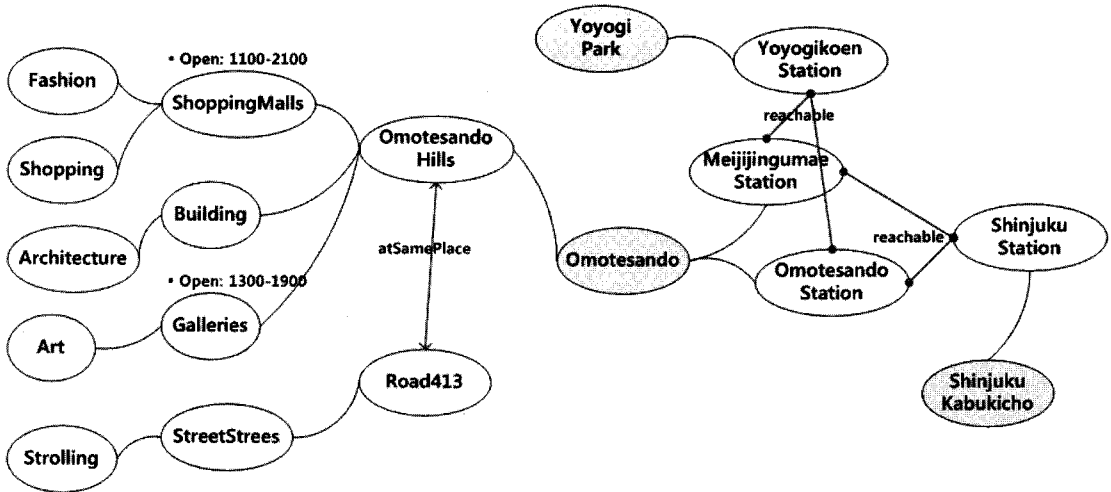 Yoyogi
Park
Yoyogikoen
Station
• Open: 1100-2100
Fashion
ShoppingMalls
reachable
Omotesando
Hills
Meijijingumae
Station
Shopping
Building
atSamePlace
reachable
Shinjuku
Station
Architecture
Omotesando
Omotesando
Station
• Open: 1300-1900
Galleries
Art
Road413
Shinjuku
Kabukicho
StreetStrees
Strolling